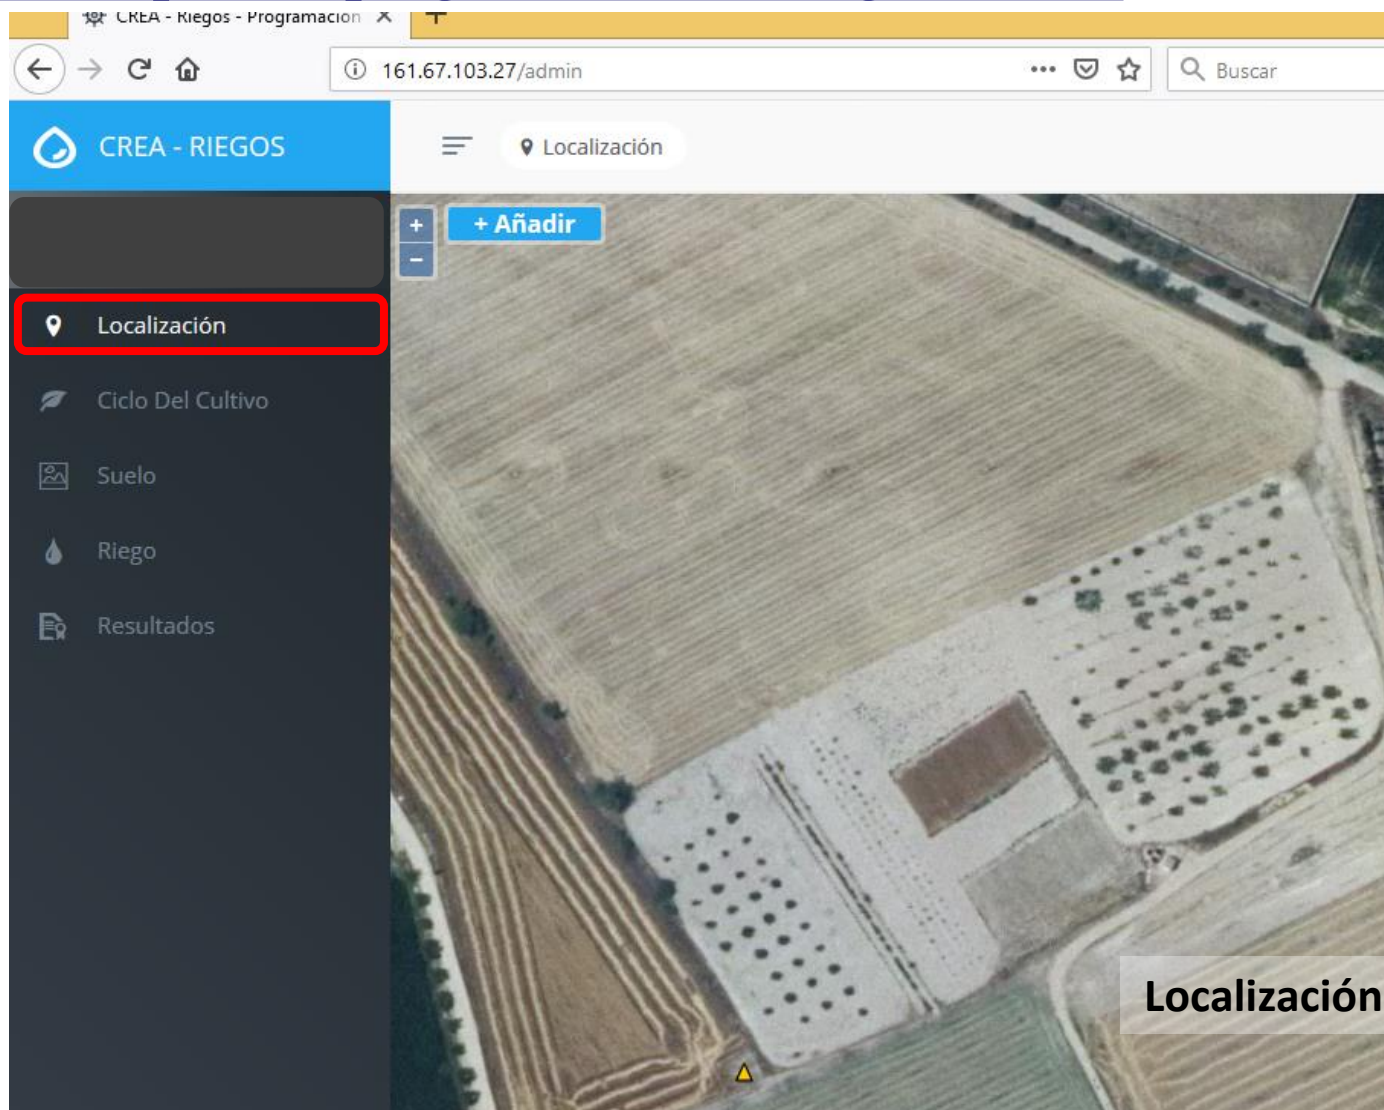 CREA - Riegos - Programación
161.67.103.27/admin
Buscar
CREA - RIEGOS
Localización
+ Añadir
Localización
Ciclo Del Cultivo
Suelo
Riego
Resultados
Localización